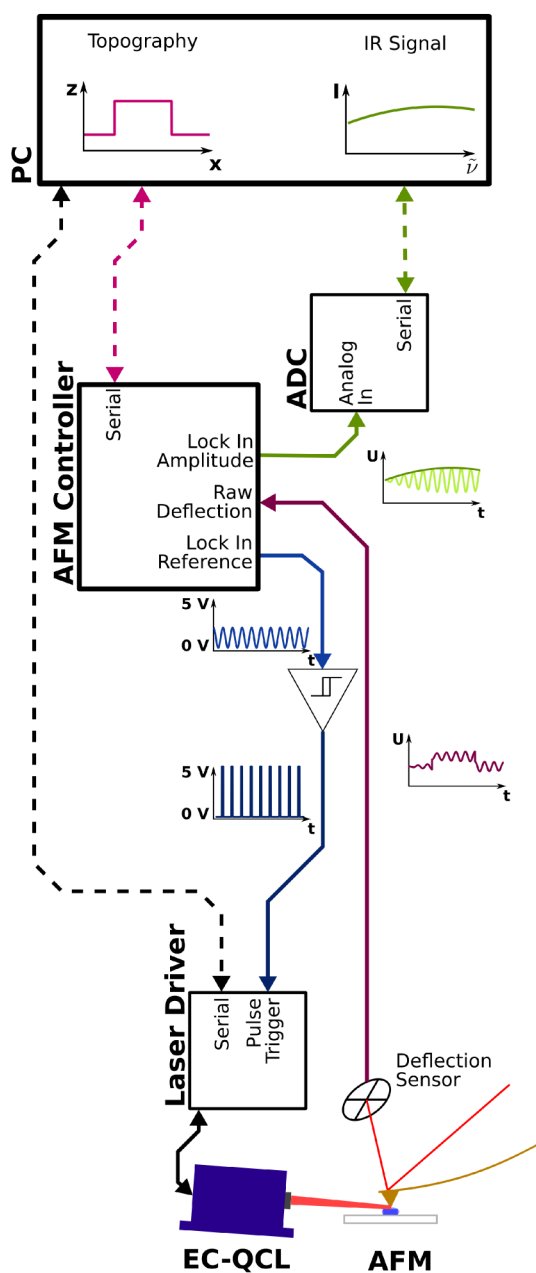 Topography
IR Signal
z
x
I
ν̃
PC
Serial
Serial
Analog
In
ADC
AFM Controller
Lock In
Amplitude
Raw
Deflection
Lock In
Reference
U
t
5 V
0 V
t
U
t
5 V
0 V
t
Laser Driver
Serial
Pulse
Trigger
Deflection
Sensor
EC-QCL
AFM